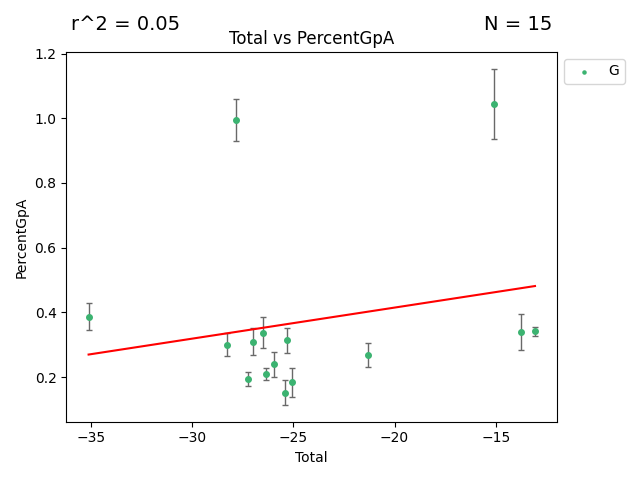 r^2 = 0.05
N = 15
Total vs PercentGpA
G
PercentGpA
1.2
1.0
0.8
0.6
0.4
0.2
−35
−30
−25
−20
−15
Total